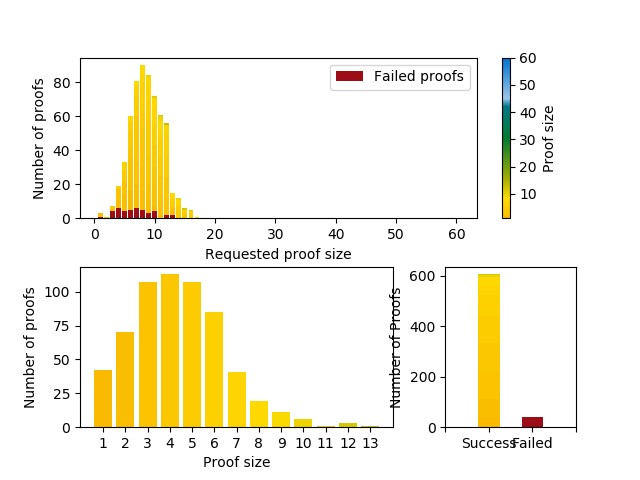 Number of proofs
80
60
40
20
0
Failed proofs
0 10 20 30 40 50 60
Requested proof size
60
50
40
30
20
10
Proof size
Number of proofs
100
75
50
25
0
1 2 3 4 5 6 7 8 9 10 11 12 13
Proof size
Number of Proofs
600
400
200
0
Success Failed